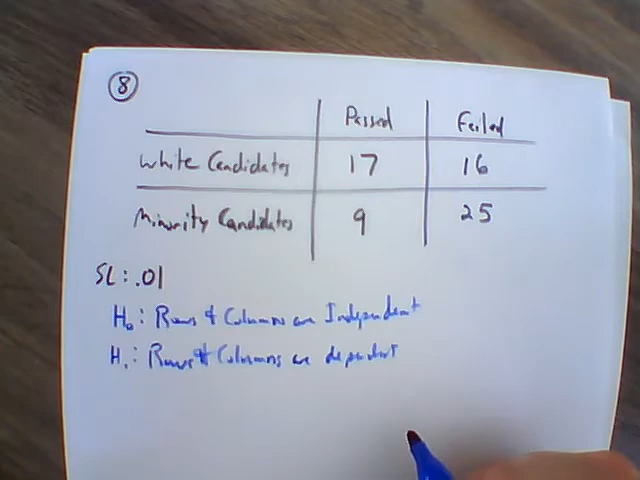 8
Passed Failed
White Candidates 17 16
Minority Candidates 9 25
SL: .01
H₀: Rows & Columns are Independent
H₁: Rows & Columns are dependent